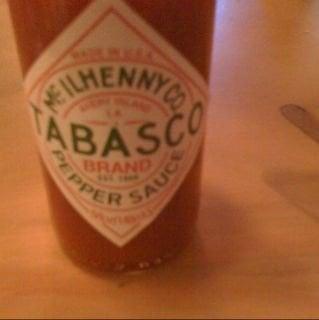 MADE IN U.S.A.
McILHENNY CO.
AVERY ISLAND
LA.
TABASCO
BRAND
EST. 1868
PEPPER SAUCE